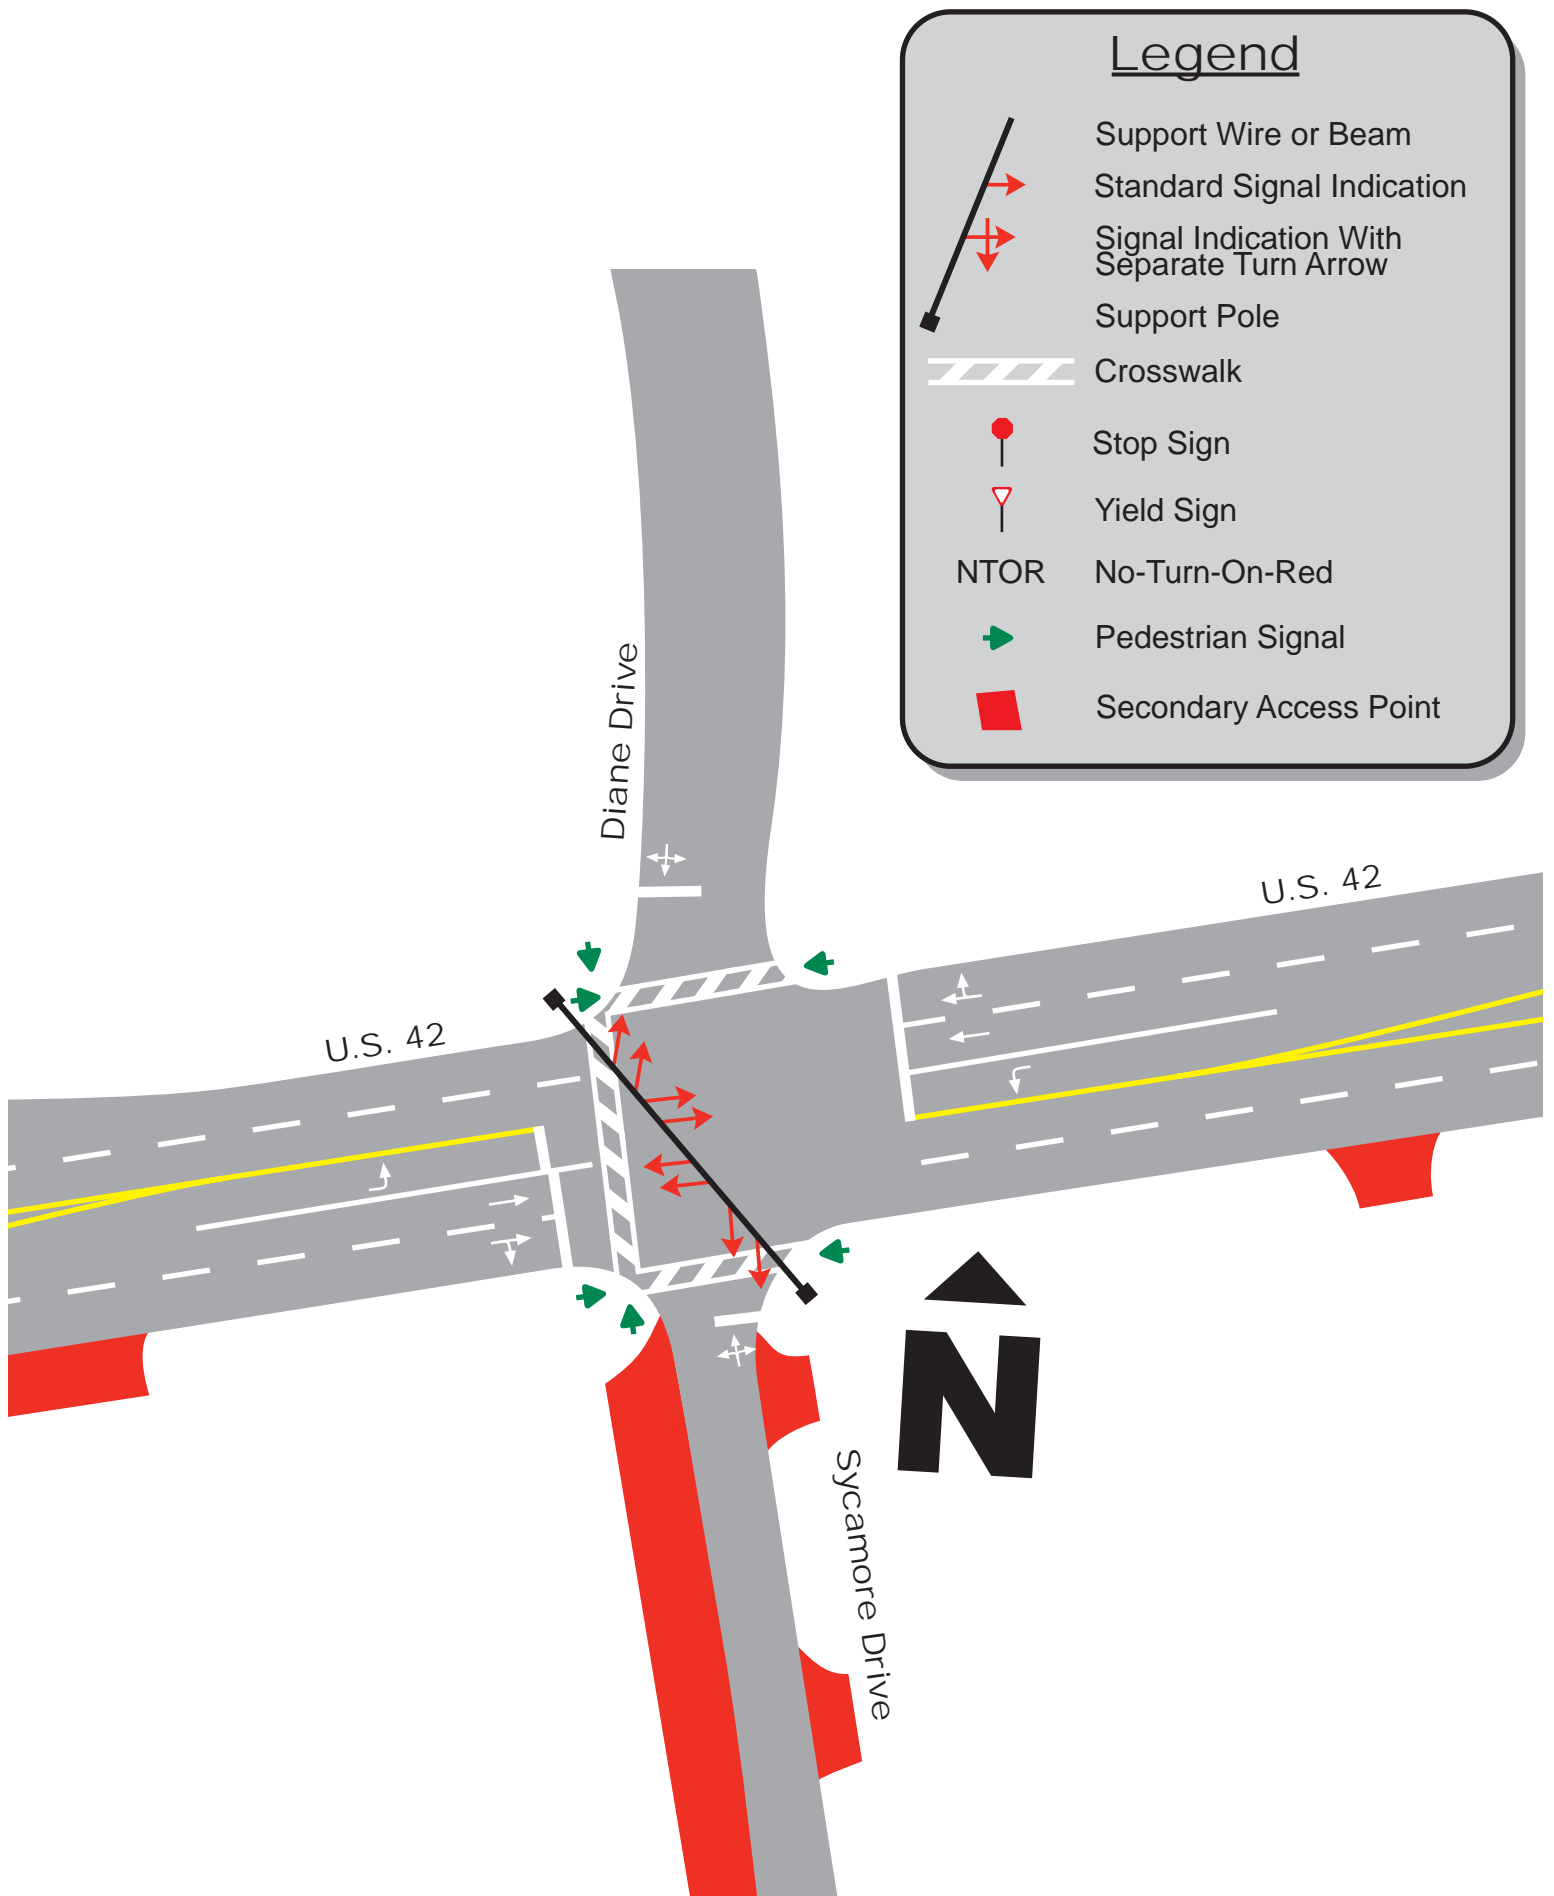 Legend
Support Wire or Beam
Standard Signal Indication
Signal Indication With
Separate Turn Arrow
Support Pole
Crosswalk
Stop Sign
Yield Sign
NTOR No-Turn-On-Red
Pedestrian Signal
Secondary Access Point
Diane Drive
U.S. 42
U.S. 42
N
Sycamore Drive